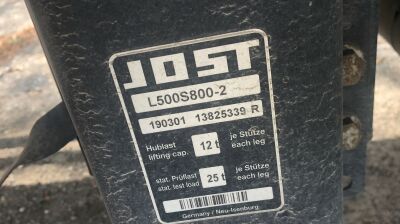 JOST
L500S800-2
190301 13825339 R
Hublast
lifting cap.
12 t
je Stütze
each leg
stat. Prüflast
stat. test load
25 t
je Stütze
each leg
Germany / Neu-Isenburg